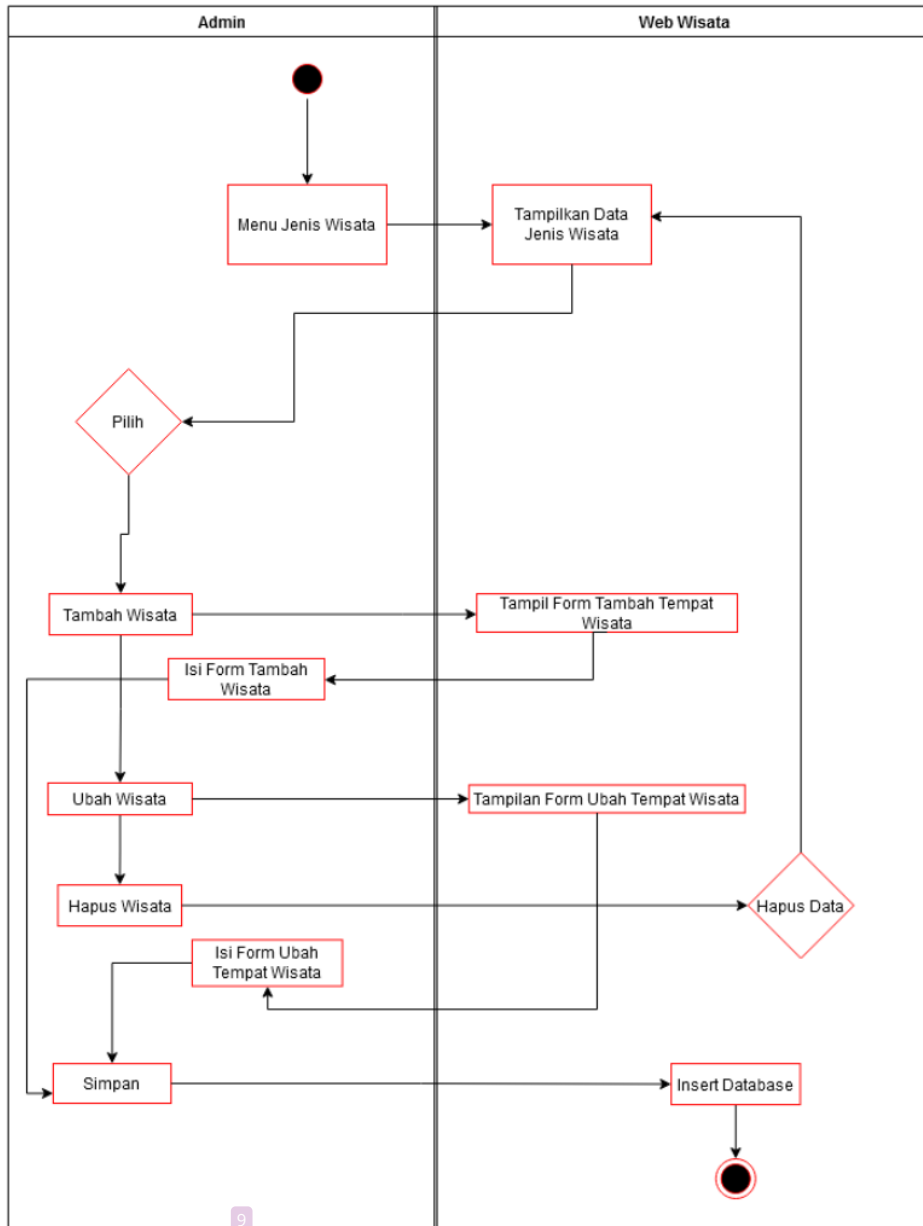 Admin
Web Wisata
Menu Jenis Wisata
Tampilkan Data
Jenis Wisata
Pilih
Tambah Wisata
Tampil Form Tambah Tempat
Wisata
Isi Form Tambah
Wisata
Ubah Wisata
Tampilan Form Ubah Tempat Wisata
Hapus Wisata
Hapus Data
Isi Form Ubah
Tempat Wisata
Simpan
Insert Database
9